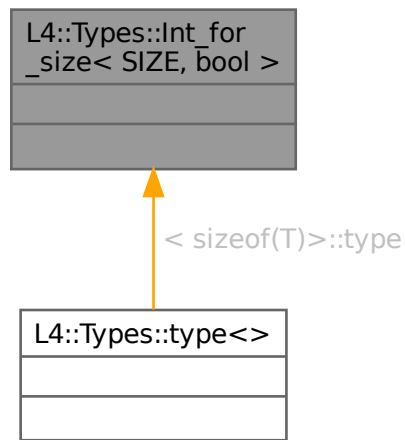 L4::Types::Int_for
_size< SIZE, bool >
< sizeof(T)>::type
L4::Types::type<>